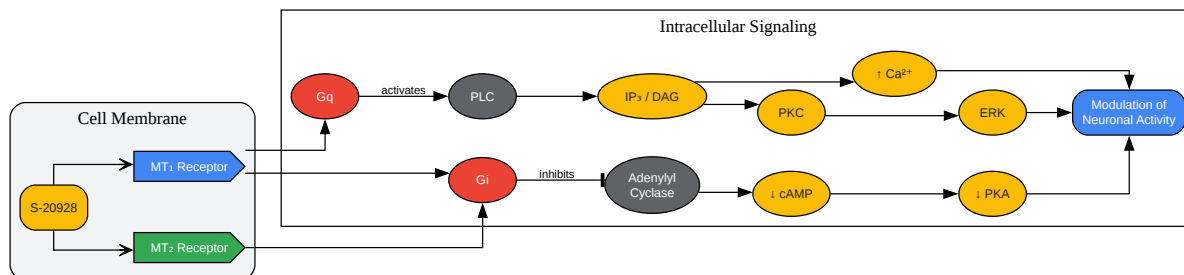 Intracellular Signaling
↑ Ca²⁺
Gq
activates
PLC
IP₃ / DAG
PKC
ERK
Modulation of
Neuronal Activity
Cell Membrane
MT₁ Receptor
S-20928
MT₂ Receptor
Gi
inhibits
Adenylyl
Cyclase
↓ cAMP
↓ PKA